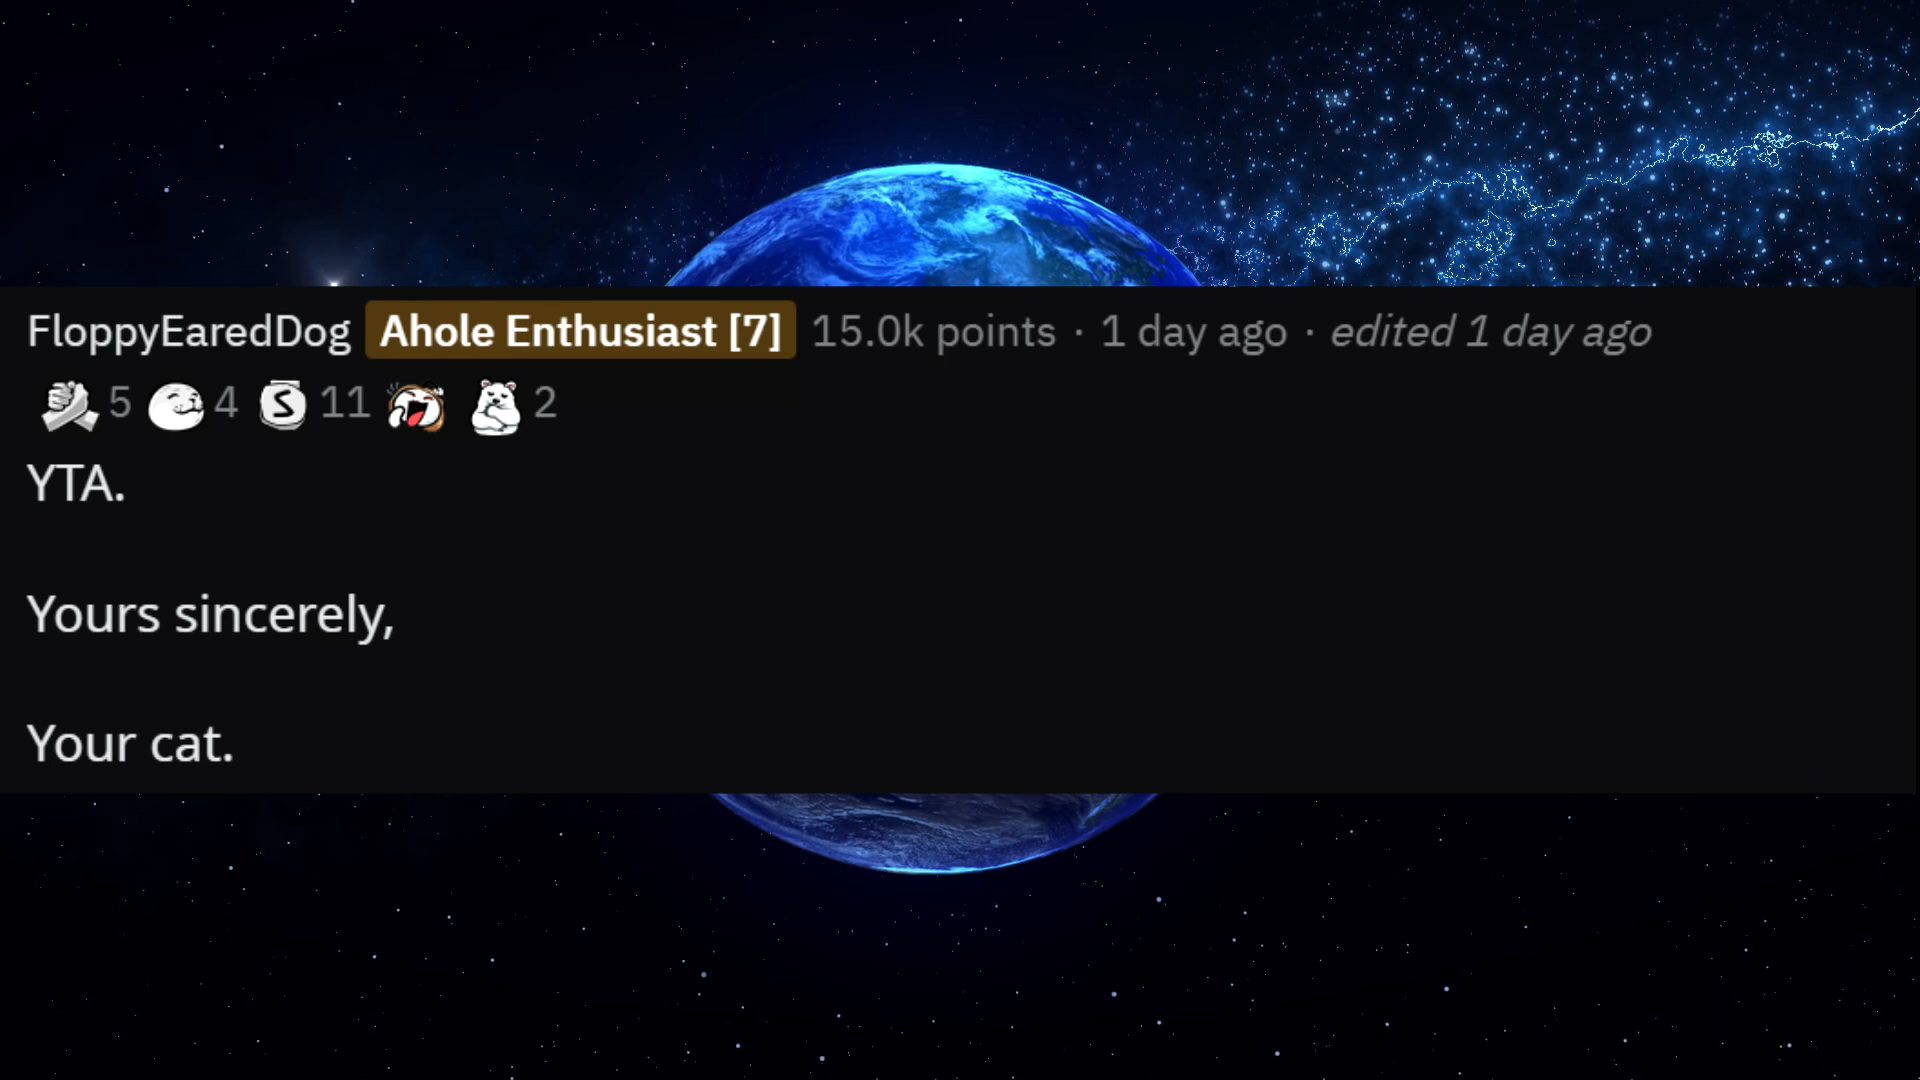 FloppyEaredDog Ahole Enthusiast [7] 15.0k points · 1 day ago · edited 1 day ago
5 4 S 11 2
YTA.
Yours sincerely,
Your cat.